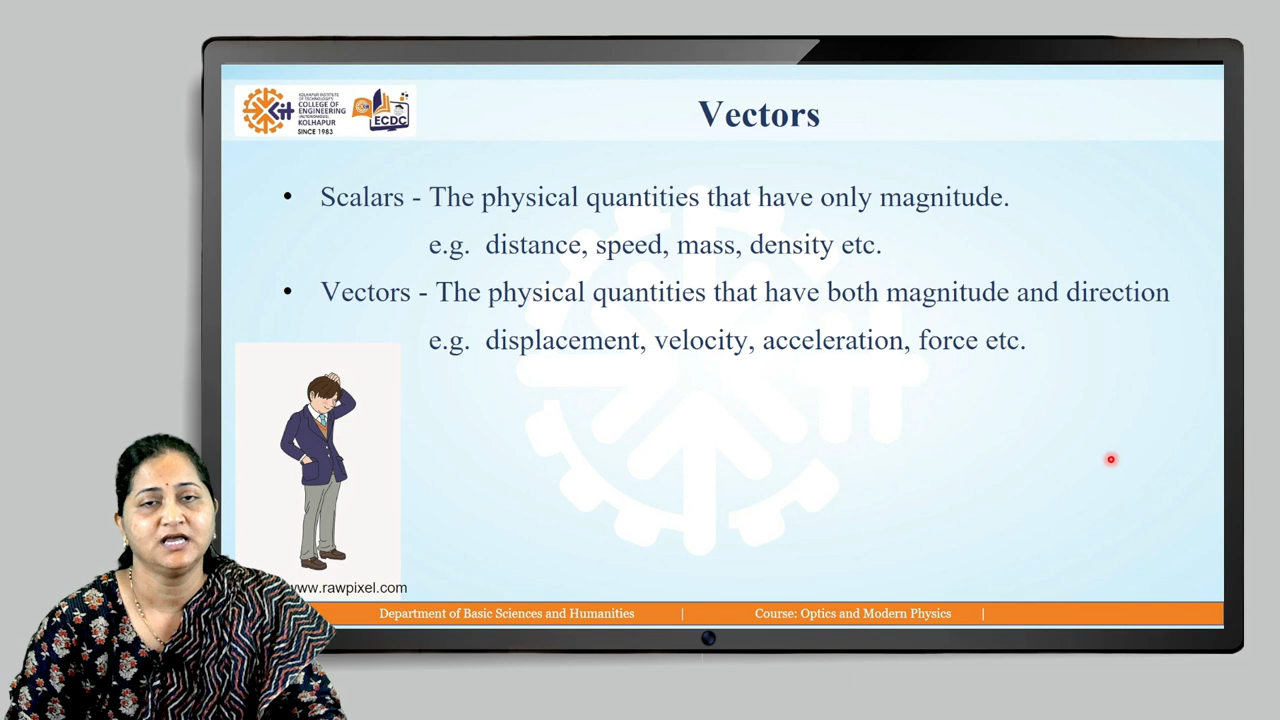 KOLHAPUR INSTITUTE
OF TECHNOLOGY'S
COLLEGE OF
ENGINEERING
(AUTONOMOUS),
KOLHAPUR
SINCE 1983
Kit
ECDC
Vectors
• Scalars - The physical quantities that have only magnitude.
e.g. distance, speed, mass, density etc.
• Vectors - The physical quantities that have both magnitude and direction
e.g. displacement, velocity, acceleration, force etc.
www.rawpixel.com
Department of Basic Sciences and Humanities | Course: Optics and Modern Physics |